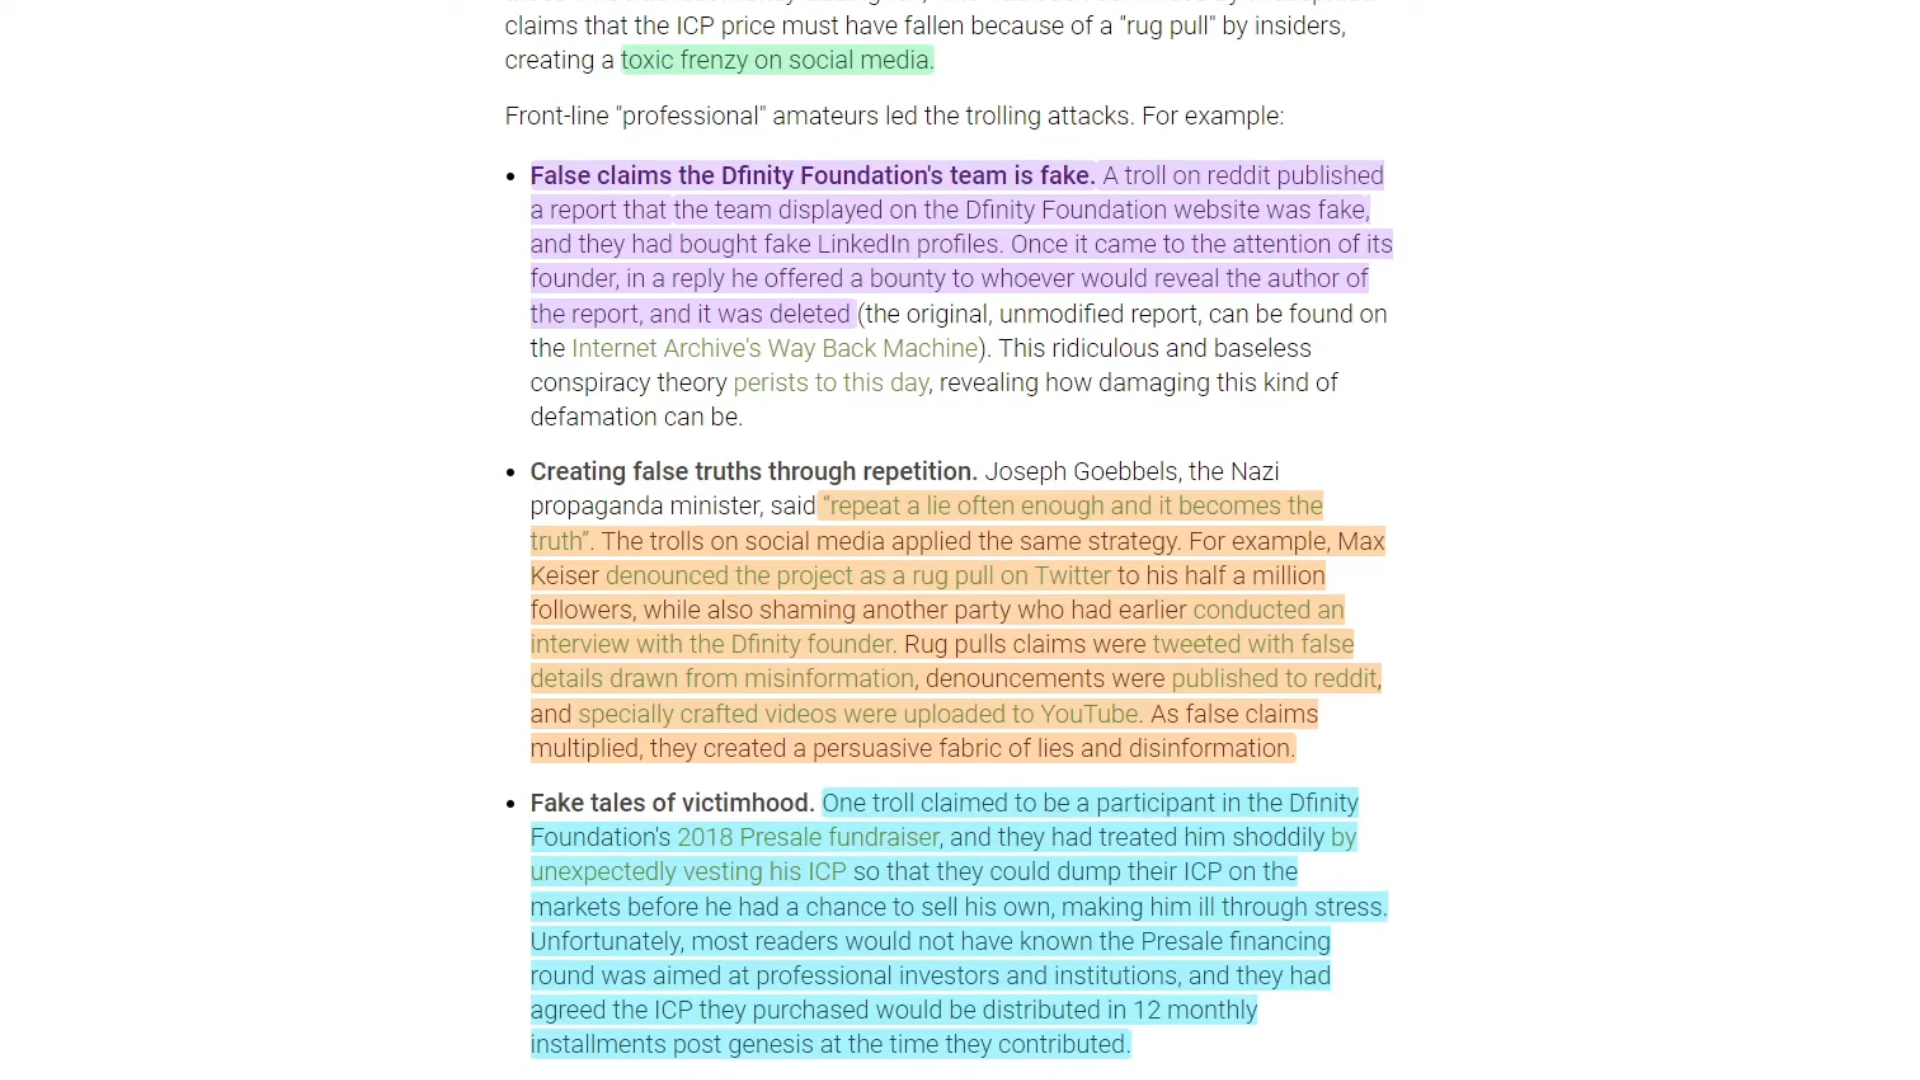 claims that the ICP price must have fallen because of a "rug pull" by insiders,
creating a toxic frenzy on social media.
Front-line "professional" amateurs led the trolling attacks. For example:
• False claims the Dfinity Foundation's team is fake. A troll on reddit published
a report that the team displayed on the Dfinity Foundation website was fake,
and they had bought fake LinkedIn profiles. Once it came to the attention of its
founder, in a reply he offered a bounty to whoever would reveal the author of
the report, and it was deleted (the original, unmodified report, can be found on
the Internet Archive's Way Back Machine). This ridiculous and baseless
conspiracy theory perists to this day, revealing how damaging this kind of
defamation can be.
• Creating false truths through repetition. Joseph Goebbels, the Nazi
propaganda minister, said “repeat a lie often enough and it becomes the
truth”. The trolls on social media applied the same strategy. For example, Max
Keiser denounced the project as a rug pull on Twitter to his half a million
followers, while also shaming another party who had earlier conducted an
interview with the Dfinity founder. Rug pulls claims were tweeted with false
details drawn from misinformation, denouncements were published to reddit,
and specially crafted videos were uploaded to YouTube. As false claims
multiplied, they created a persuasive fabric of lies and disinformation.
• Fake tales of victimhood. One troll claimed to be a participant in the Dfinity
Foundation's 2018 Presale fundraiser, and they had treated him shoddily by
unexpectedly vesting his ICP so that they could dump their ICP on the
markets before he had a chance to sell his own, making him ill through stress.
Unfortunately, most readers would not have known the Presale financing
round was aimed at professional investors and institutions, and they had
agreed the ICP they purchased would be distributed in 12 monthly
installments post genesis at the time they contributed.